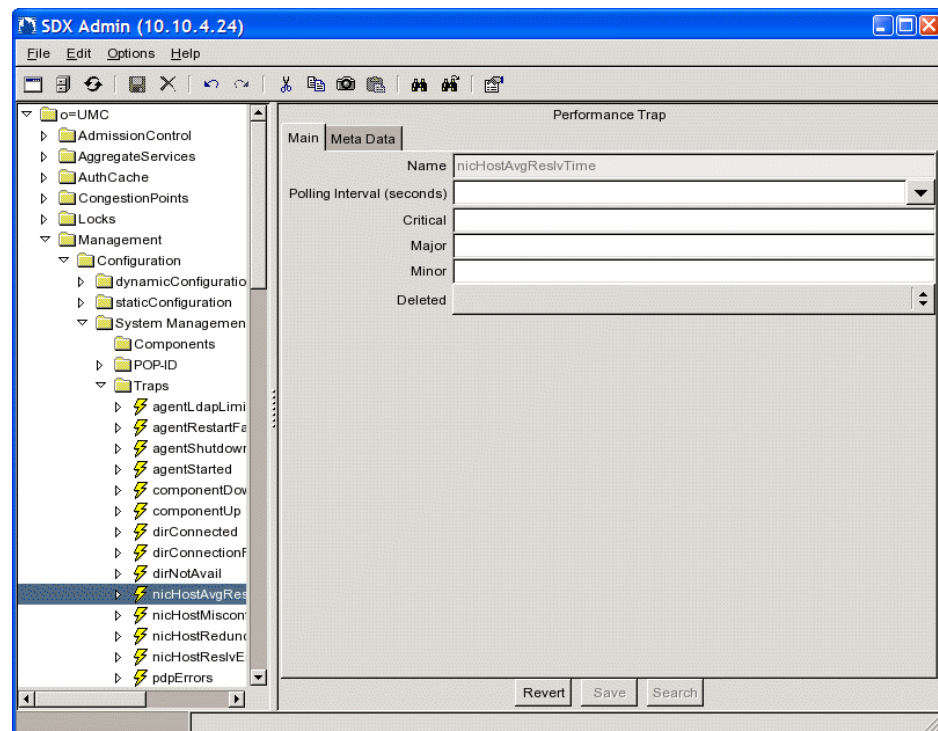 SDX Admin (10.10.4.24)
File Edit Options Help
o=UMC
AdmissionControl
AggregateServices
AuthCache
CongestionPoints
Locks
Management
Configuration
dynamicConfiguratio
staticConfiguration
System Managemen
Components
POP-ID
Traps
agentLdapLimi
agentRestartFa
agentShutdowr
agentStarted
componentDov
componentUp
dirConnected
dirConnectionF
dirNotAvail
nicHostAvgRes
nicHostMiscon
nicHostRedund
nicHostReslvE
pdpErrors
Performance Trap
Main Meta Data
Name nicHostAvgReslvTime
Polling Interval (seconds)
Critical
Major
Minor
Deleted
Revert Save Search